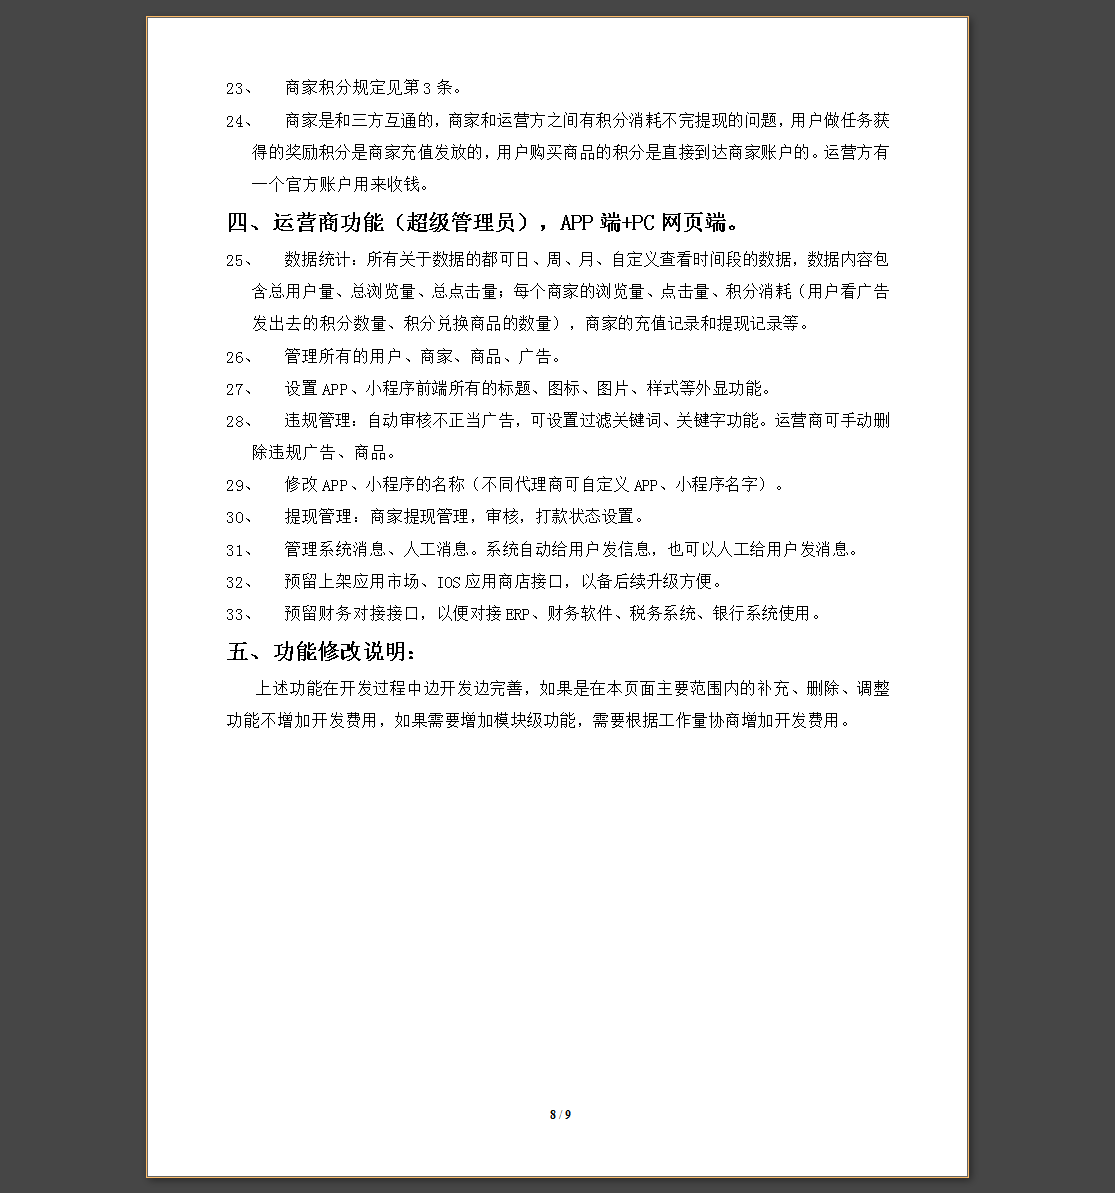 23、 商家积分规定见第 3 条。
24、 商家是和三方互通的，商家和运营方之间有积分消耗不完提现的问题，用户做任务获
得的奖励积分是商家充值发放的，用户购买商品的积分是直接到达商家账户的。运营方有
一个官方账户用来收钱。
四、运营商功能（超级管理员），APP 端+PC 网页端。
25、 数据统计：所有关于数据的都可日、周、月、自定义查看时间段的数据，数据内容包
含总用户量、总浏览量、总点击量；每个商家的浏览量、点击量、积分消耗（用户看广告
发出去的积分数量、积分兑换商品的数量），商家的充值记录和提现记录等。
26、 管理所有的用户、商家、商品、广告。
27、 设置 APP、小程序前端所有的标题、图标、图片、样式等外显功能。
28、 违规管理：自动审核不正当广告，可设置过滤关键词、关键字功能。运营商可手动删
除违规广告、商品。
29、 修改 APP、小程序的名称（不同代理商可自定义 APP、小程序名字）。
30、 提现管理：商家提现管理，审核，打款状态设置。
31、 管理系统消息、人工消息。系统自动给用户发信息，也可以人工给用户发消息。
32、 预留上架应用市场、IOS 应用商店接口，以备后续升级方便。
33、 预留财务对接接口，以便对接 ERP、财务软件、税务系统、银行系统使用。
五、功能修改说明：
上述功能在开发过程中边开发边完善，如果是在本页面主要范围内的补充、删除、调整
功能不增加开发费用，如果需要增加模块级功能，需要根据工作量协商增加开发费用。
8 / 9